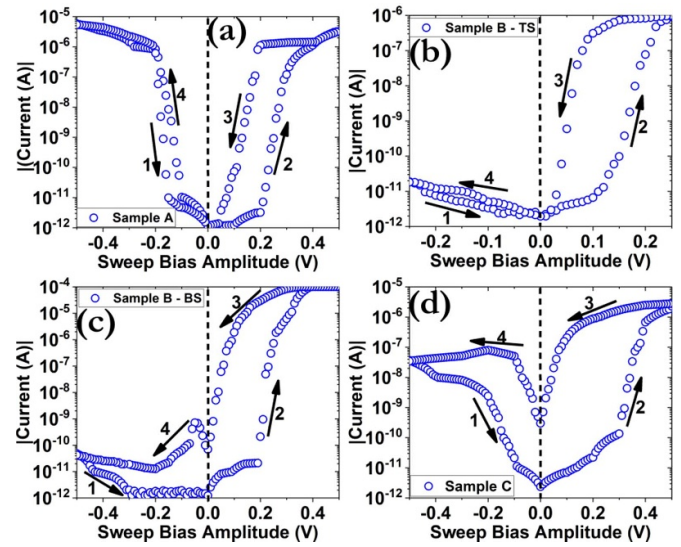 (a)
|(Current (A)|
10⁻⁵
10⁻⁶
10⁻⁷
10⁻⁸
10⁻⁹
10⁻¹⁰
10⁻¹¹
10⁻¹²
4
1
3
2
Sample A
-0.4 -0.2 0.0 0.2 0.4
Sweep Bias Amplitude (V)
(b)
Sample B - TS
|Current (A)|
10⁻⁶
10⁻⁷
10⁻⁸
10⁻⁹
10⁻¹⁰
10⁻¹¹
10⁻¹²
3
2
4
1
-0.2 -0.1 0.0 0.1 0.2
Sweep Bias Amplitude (V)
(c)
Sample B - BS
|Current (A)|
10⁻⁴
10⁻⁵
10⁻⁶
10⁻⁷
10⁻⁸
10⁻⁹
10⁻¹⁰
10⁻¹¹
10⁻¹²
3
2
4
1
-0.4 -0.2 0.0 0.2 0.4
Sweep Bias Amplitude (V)
(d)
|Current (A)|
10⁻⁵
10⁻⁶
10⁻⁷
10⁻⁸
10⁻⁹
10⁻¹⁰
10⁻¹¹
10⁻¹²
3
4
1
2
Sample C
-0.4 -0.2 0.0 0.2 0.4
Sweep Bias Amplitude (V)